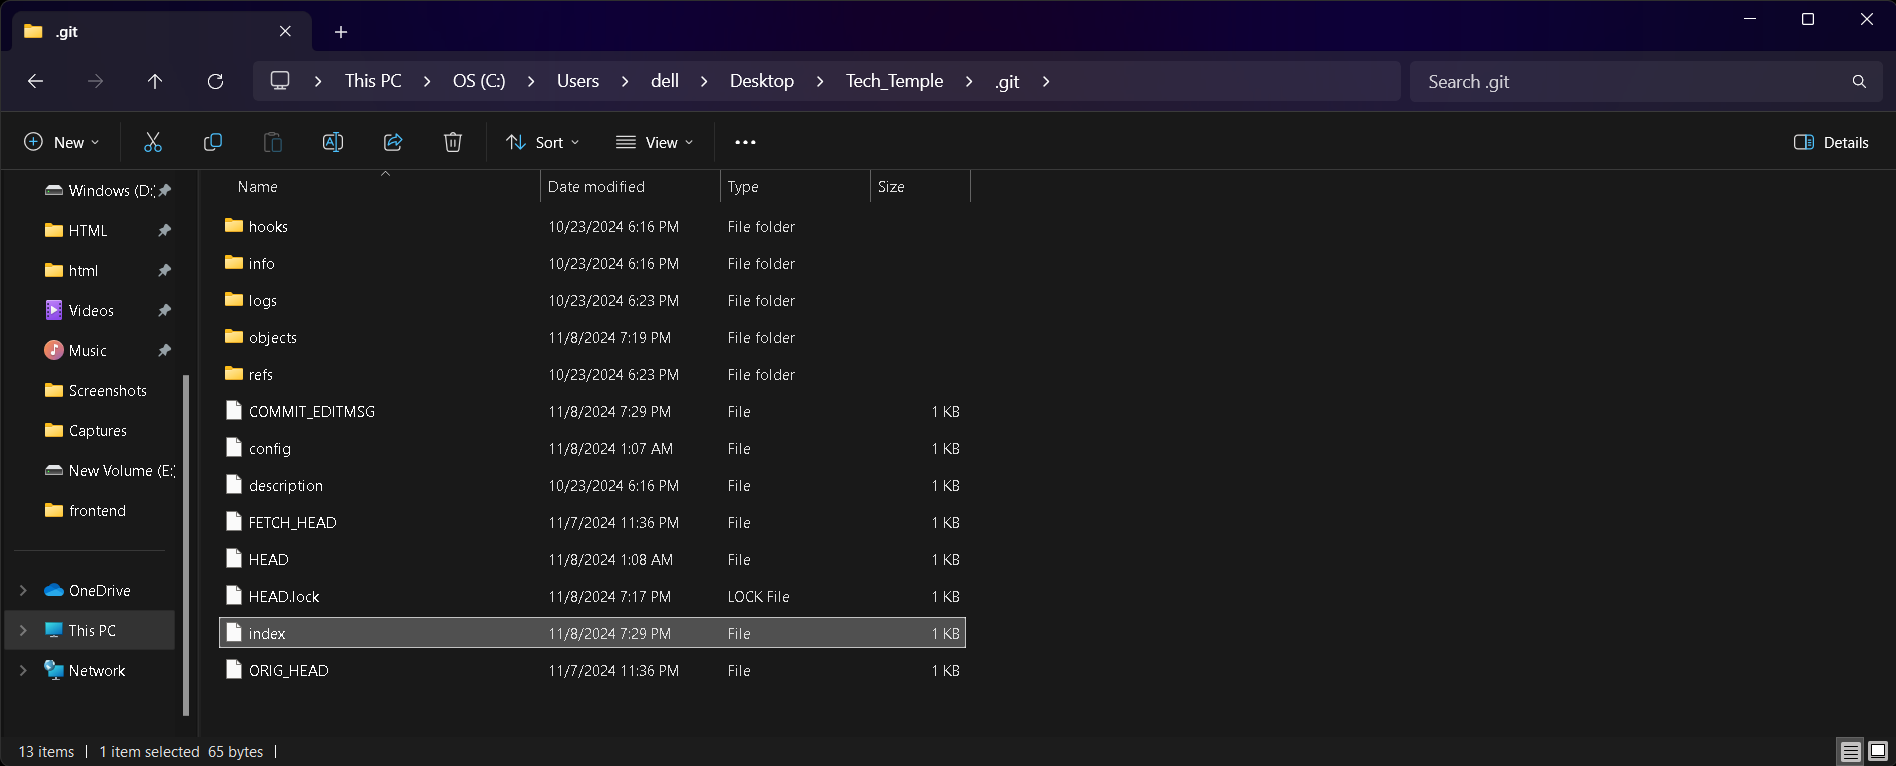 .git
This PC > OS (C:) > Users > dell > Desktop > Tech_Temple > .git >
Search .git
New
Sort
View
Details
Windows (D:)
HTML
html
Videos
Music
Screenshots
Captures
New Volume (E:)
frontend
OneDrive
This PC
Network
Name Date modified Type Size
hooks 10/23/2024 6:16 PM File folder
info 10/23/2024 6:16 PM File folder
logs 10/23/2024 6:23 PM File folder
objects 11/8/2024 7:19 PM File folder
refs 10/23/2024 6:23 PM File folder
COMMIT_EDITMSG 11/8/2024 7:29 PM File 1 KB
config 11/8/2024 1:07 AM File 1 KB
description 10/23/2024 6:16 PM File 1 KB
FETCH_HEAD 11/7/2024 11:36 PM File 1 KB
HEAD 11/8/2024 1:08 AM File 1 KB
HEAD.lock 11/8/2024 7:17 PM LOCK File 1 KB
index 11/8/2024 7:29 PM File 1 KB
ORIG_HEAD 11/7/2024 11:36 PM File 1 KB
13 items | 1 item selected 65 bytes |